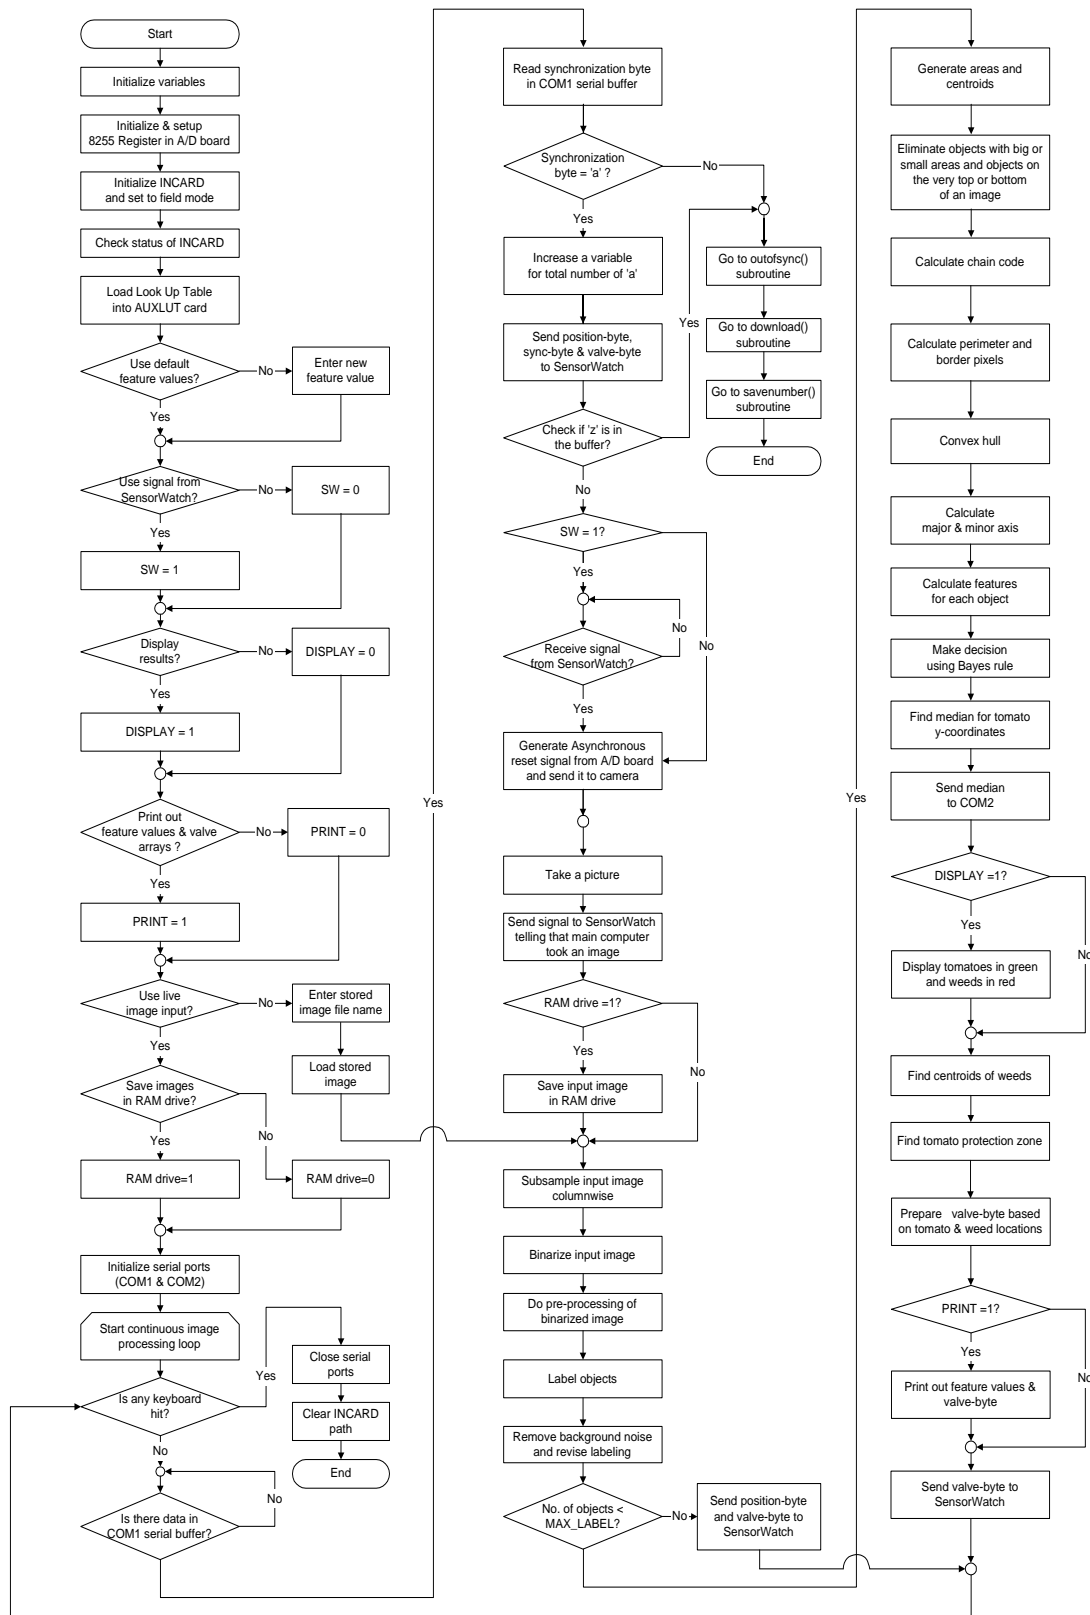 Start
Initialize variables
Initialize & setup
8255 Register in A/D board
Initialize INCARD
and set to field mode
Check status of INCARD
Load Look Up Table
into AUXLUT card
Use default
feature values?
No
Enter new
feature value
Yes
Use signal from
SensorWatch?
No
SW = 0
Yes
SW = 1
Display
results?
No
DISPLAY = 0
Yes
DISPLAY = 1
Print out
feature values & valve
arrays ?
No
PRINT = 0
Yes
PRINT = 1
Use live
image input?
No
Enter stored
image file name
Yes
Load stored
image
Save images
in RAM drive?
No
Yes
RAM drive=1
RAM drive=0
Initialize serial ports
(COM1 & COM2)
Start continuous image
processing loop
Is any keyboard
hit?
Yes
Close serial
ports
Clear INCARD
path
End
No
Is there data in
COM1 serial buffer?
No
Yes
Read synchronization byte
in COM1 serial buffer
Synchronization
byte = 'a' ?
No
Yes
Increase a variable
for total number of 'a'
Go to outofsync()
subroutine
Send position-byte,
sync-byte & valve-byte
to SensorWatch
Yes
Go to download()
subroutine
Go to savenumber()
subroutine
End
Check if 'z' is in
the buffer?
No
SW = 1?
Yes
No
Receive signal
from SensorWatch?
No
Yes
Generate Asynchronous
reset signal from A/D board
and send it to camera
Take a picture
Send signal to SensorWatch
telling that main computer
took an image
RAM drive =1?
Yes
No
Save input image
in RAM drive
Subsample input image
columnwise
Binarize input image
Do pre-processing of
binarized image
Label objects
Remove background noise
and revise labeling
No. of objects <
MAX_LABEL?
No
Send position-byte
and valve-byte to
SensorWatch
Yes
Generate areas and
centroids
Eliminate objects with big or
small areas and objects on
the very top or bottom
of an image
Calculate chain code
Calculate perimeter and
border pixels
Convex hull
Calculate
major & minor axis
Calculate features
for each object
Make decision
using Bayes rule
Find median for tomato
y-coordinates
Send median
to COM2
DISPLAY =1?
Yes
No
Display tomatoes in green
and weeds in red
Find centroids of weeds
Find tomato protection zone
Prepare valve-byte based
on tomato & weed locations
PRINT =1?
Yes
No
Print out feature values &
valve-byte
Send valve-byte to
SensorWatch